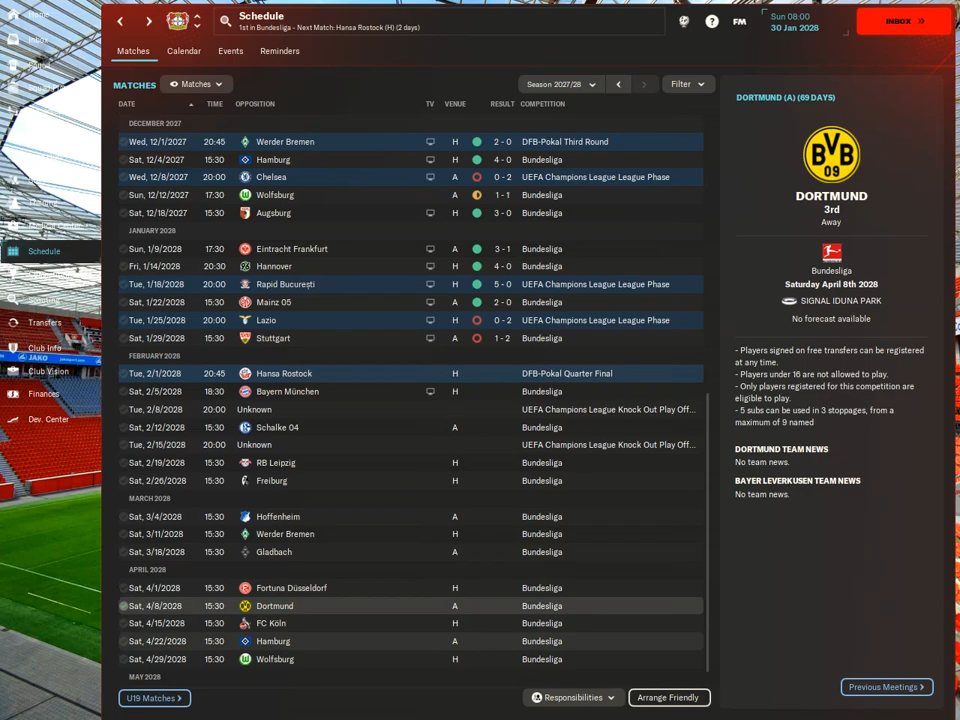 Schedule
1st in Bundesliga - Next Match: Hansa Rostock (H) (2 days)
?
FM
Sun 08:00
30 Jan 2028
INBOX
Matches
Calendar
Events
Reminders
MATCHES
Matches
Season 2027/28
Filter
DATE TIME OPPOSITION TV VENUE RESULT COMPETITION
DECEMBER 2027
Wed, 12/1/2027 20:45 Werder Bremen H 2 - 0 DFB-Pokal Third Round
Sat, 12/4/2027 15:30 Hamburg H 4 - 0 Bundesliga
Wed, 12/8/2027 20:00 Chelsea A 0 - 2 UEFA Champions League League Phase
Sun, 12/12/2027 17:30 Wolfsburg A 1 - 1 Bundesliga
Sat, 12/18/2027 15:30 Augsburg H 3 - 0 Bundesliga
JANUARY 2028
Sun, 1/9/2028 17:30 Eintracht Frankfurt A 3 - 1 Bundesliga
Fri, 1/14/2028 20:30 Hannover H 4 - 0 Bundesliga
Tue, 1/18/2028 20:00 Rapid Bucureşti H 5 - 0 UEFA Champions League League Phase
Sat, 1/22/2028 15:30 Mainz 05 A 2 - 0 Bundesliga
Tue, 1/25/2028 20:00 Lazio H 0 - 2 UEFA Champions League League Phase
Sat, 1/29/2028 15:30 Stuttgart A 1 - 2 Bundesliga
FEBRUARY 2028
Tue, 2/1/2028 20:45 Hansa Rostock H DFB-Pokal Quarter Final
Sat, 2/5/2028 18:30 Bayern München H Bundesliga
Tue, 2/8/2028 20:00 Unknown UEFA Champions League Knock Out Play Off...
Sat, 2/12/2028 15:30 Schalke 04 A Bundesliga
Tue, 2/15/2028 20:00 Unknown UEFA Champions League Knock Out Play Off...
Sat, 2/19/2028 15:30 RB Leipzig H Bundesliga
Sat, 2/26/2028 15:30 Freiburg H Bundesliga
MARCH 2028
Sat, 3/4/2028 15:30 Hoffenheim A Bundesliga
Sat, 3/11/2028 15:30 Werder Bremen H Bundesliga
Sat, 3/18/2028 15:30 Gladbach A Bundesliga
APRIL 2028
Sat, 4/1/2028 15:30 Fortuna Düsseldorf H Bundesliga
Sat, 4/8/2028 15:30 Dortmund A Bundesliga
Sat, 4/15/2028 15:30 FC Köln H Bundesliga
Sat, 4/22/2028 15:30 Hamburg A Bundesliga
Sat, 4/29/2028 15:30 Wolfsburg H Bundesliga
MAY 2028
U19 Matches >
Responsibilities
Arrange Friendly
DORTMUND (A) (69 DAYS)
BVB
09
DORTMUND
3rd
Away
Bundesliga
Saturday April 8th 2028
SIGNAL IDUNA PARK
No forecast available
- Players signed on free transfers can be registered
at any time.
- Players under 16 are not allowed to play.
- Only players registered for this competition are
eligible to play.
- 5 subs can be used in 3 stoppages, from a
maximum of 9 named
DORTMUND TEAM NEWS
No team news.
BAYER LEVERKUSEN TEAM NEWS
No team news.
Previous Meetings >
Home
Inbox
Schedule
Transfers
Club Info
JAKO
Club Vision
Finances
Dev. Center